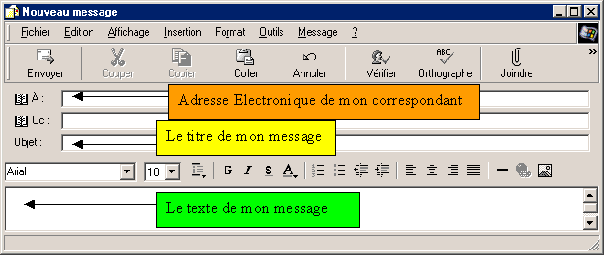 Nouveau message
Fichier Edition Affichage Insertion Format Outils Message ?
Envoyer Couper Copier Coller Annuler Vérifier Orthographe Joindre »
À :
Adresse Electronique de mon correspondant
Cc :
Le titre de mon message
Objet :
Arial 10 G I S A
Le texte de mon message